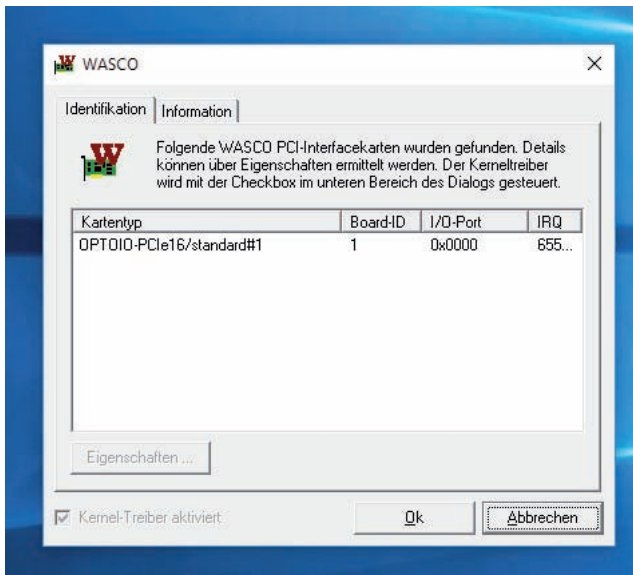 WASCO
Identifikation
Information
Folgende WASCO PCI-Interfacekarten wurden gefunden. Details
können über Eigenschaften ermittelt werden. Der Kerneltreiber
wird mit der Checkbox im unteren Bereich des Dialogs gesteuert.
Kartentyp Board-ID I/O-Port IRQ
OPTOIO-PCIe16/standard#1 1 0x0000 655...
Eigenschaften ...
Kernel-Treiber aktiviert Ok Abbrechen